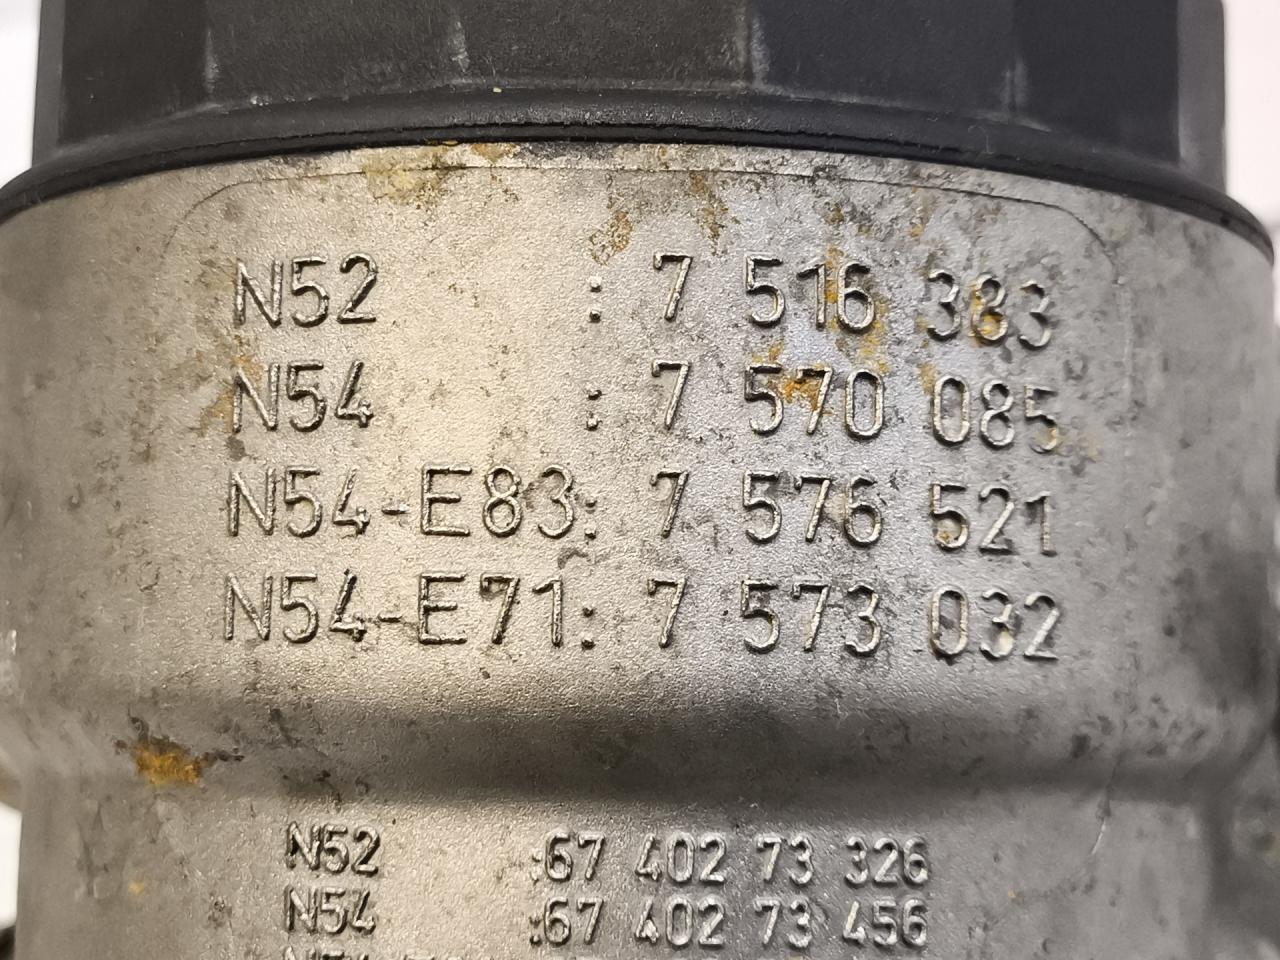 N52 : 7 516 383
N54 : 7 570 085
N54-E83: 7 576 521
N54-E71: 7 573 032
N52 :67 402 73 326
N54 :67 402 73 456